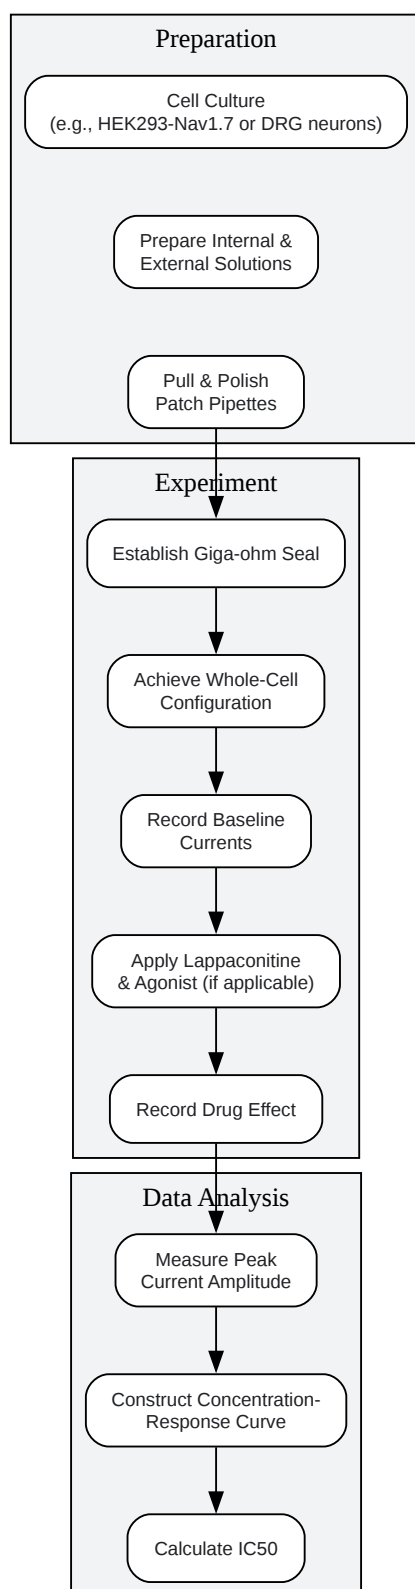 Preparation
Cell Culture
(e.g., HEK293-Nav1.7 or DRG neurons)
Prepare Internal &
External Solutions
Pull & Polish
Patch Pipettes
Experiment
Establish Giga-ohm Seal
Achieve Whole-Cell
Configuration
Record Baseline
Currents
Apply Lappaconitine
& Agonist (if applicable)
Record Drug Effect
Data Analysis
Measure Peak
Current Amplitude
Construct Concentration-
Response Curve
Calculate IC50